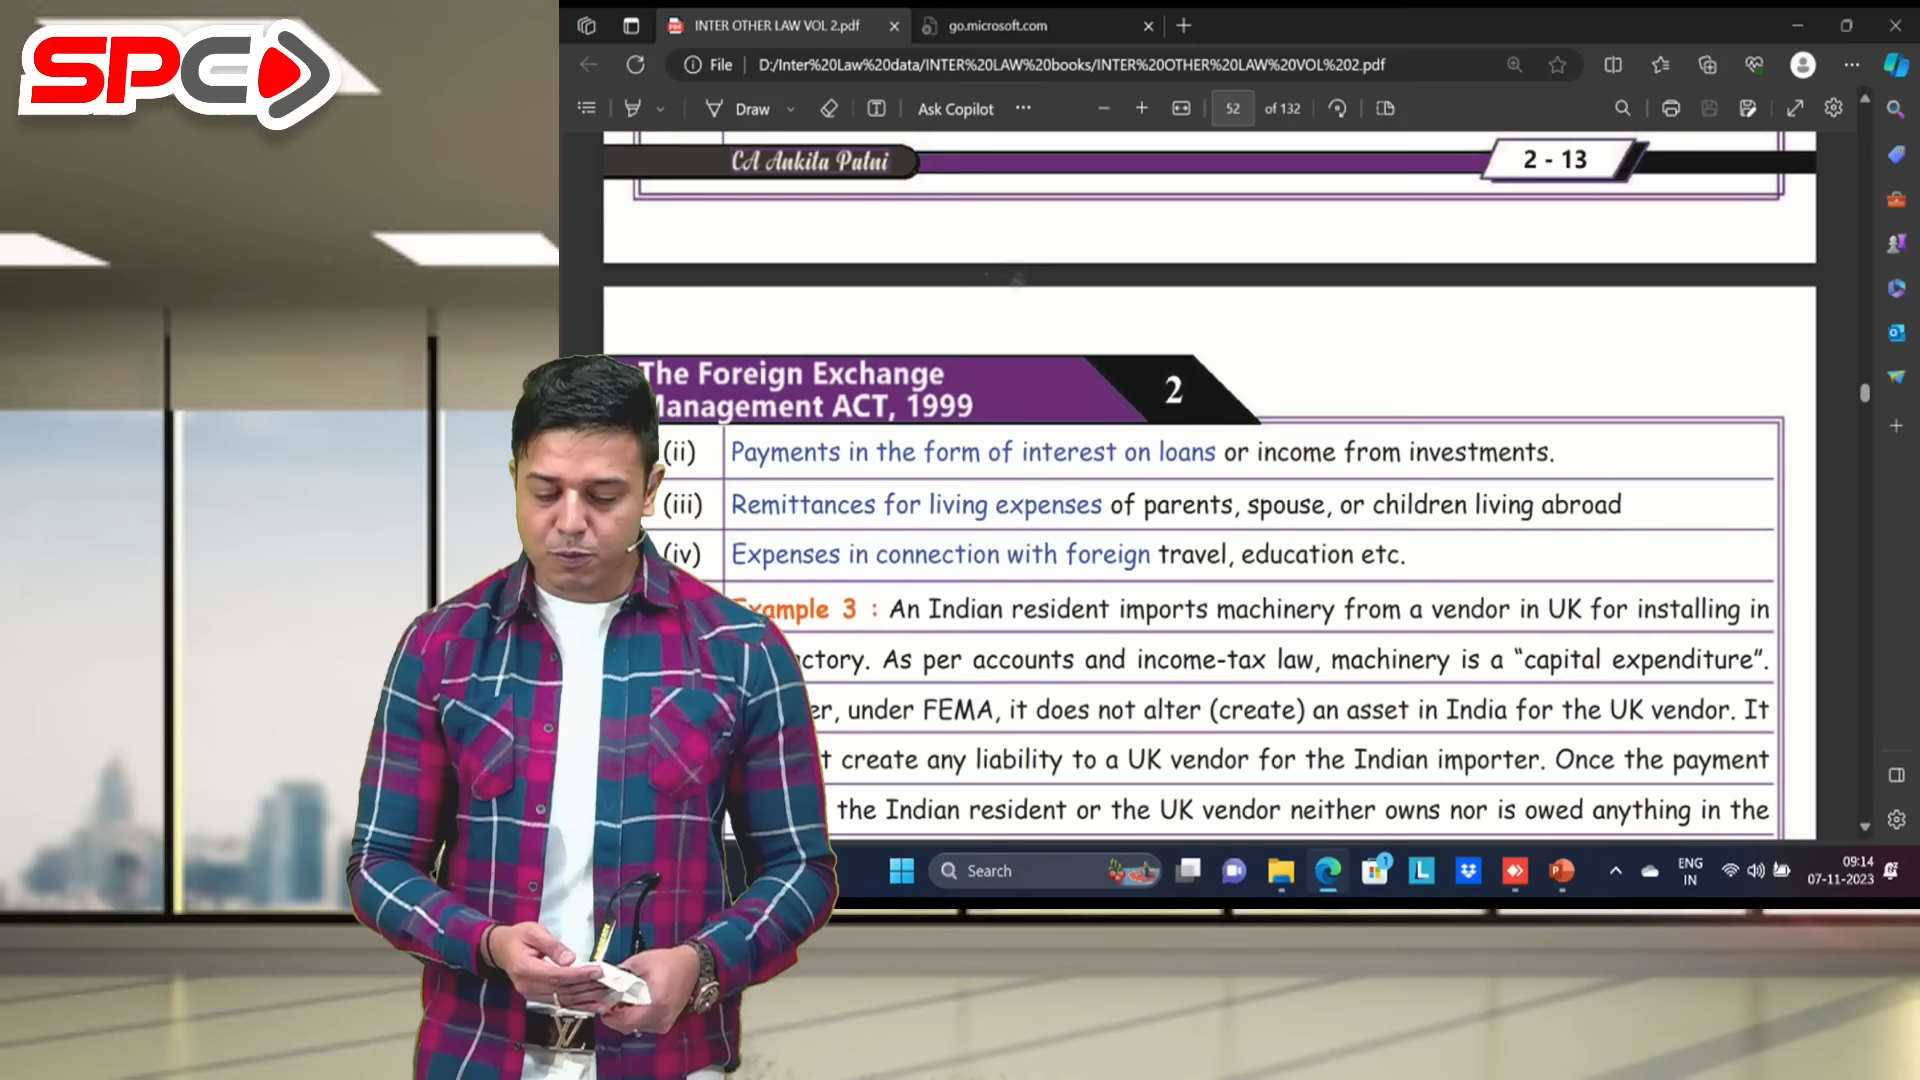 SPC
INTER OTHER LAW VOL 2.pdf
go.microsoft.com
File
D:/Inter%20Law%20data/INTER%20LAW%20books/INTER%20OTHER%20LAW%20VOL%202.pdf
Draw
Ask Copilot
52
of 132
CA Ankita Patni
2 - 13
The Foreign Exchange
Management ACT, 1999
2
(ii) Payments in the form of interest on loans or income from investments.
(iii) Remittances for living expenses of parents, spouse, or children living abroad
(iv) Expenses in connection with foreign travel, education etc.
Example 3 : An Indian resident imports machinery from a vendor in UK for installing in
actory. As per accounts and income-tax law, machinery is a “capital expenditure”.
er, under FEMA, it does not alter (create) an asset in India for the UK vendor. It
t create any liability to a UK vendor for the Indian importer. Once the payment
the Indian resident or the UK vendor neither owns nor is owed anything in the
Search
1
L
P
ENG
IN
09:14
07-11-2023